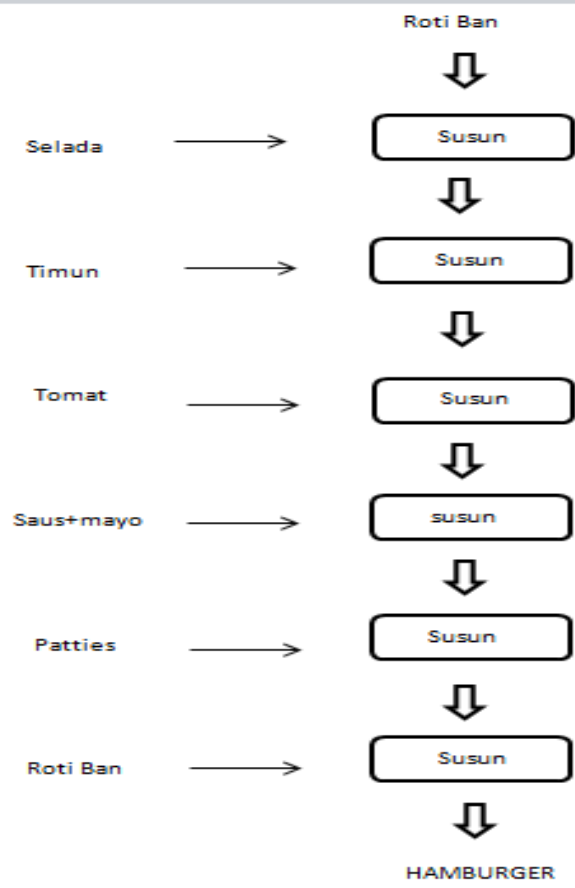 Roti Ban
Selada
Susun
Timun
Susun
Tomat
Susun
Saus+mayo
susun
Patties
Susun
Roti Ban
Susun
HAMBURGER